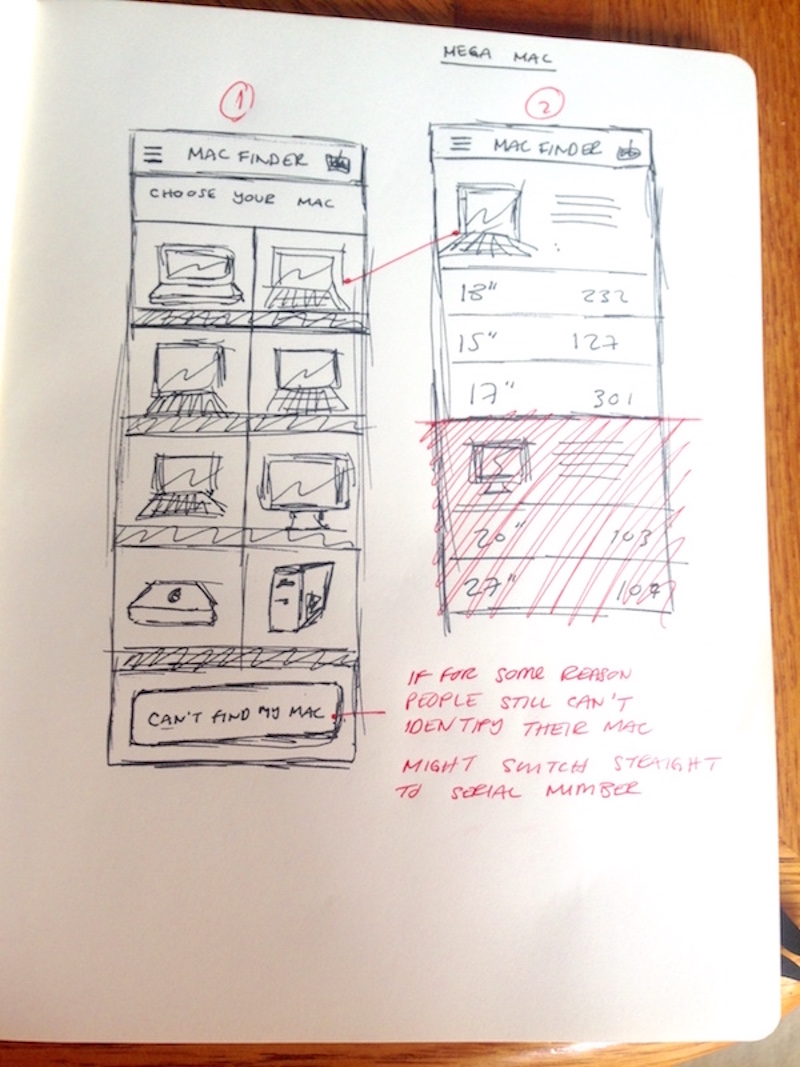 MEGA MAC
1
MAC FINDER
CHOOSE YOUR MAC
CAN'T FIND MY MAC
2
MAC FINDER
18" 232
15" 127
17" 301
20" 103
27" 107
IF FOR SOME REASON
PEOPLE STILL CAN'T
IDENTIFY THEIR MAC
MIGHT SWITCH STRAIGHT
TO SERIAL NUMBER